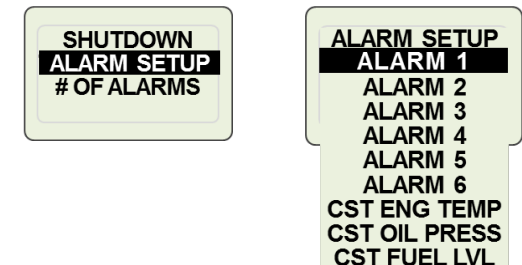 SHUTDOWN
ALARM SETUP
# OF ALARMS
ALARM SETUP
ALARM 1
ALARM 2
ALARM 3
ALARM 4
ALARM 5
ALARM 6
CST ENG TEMP
CST OIL PRESS
CST FUEL LVL